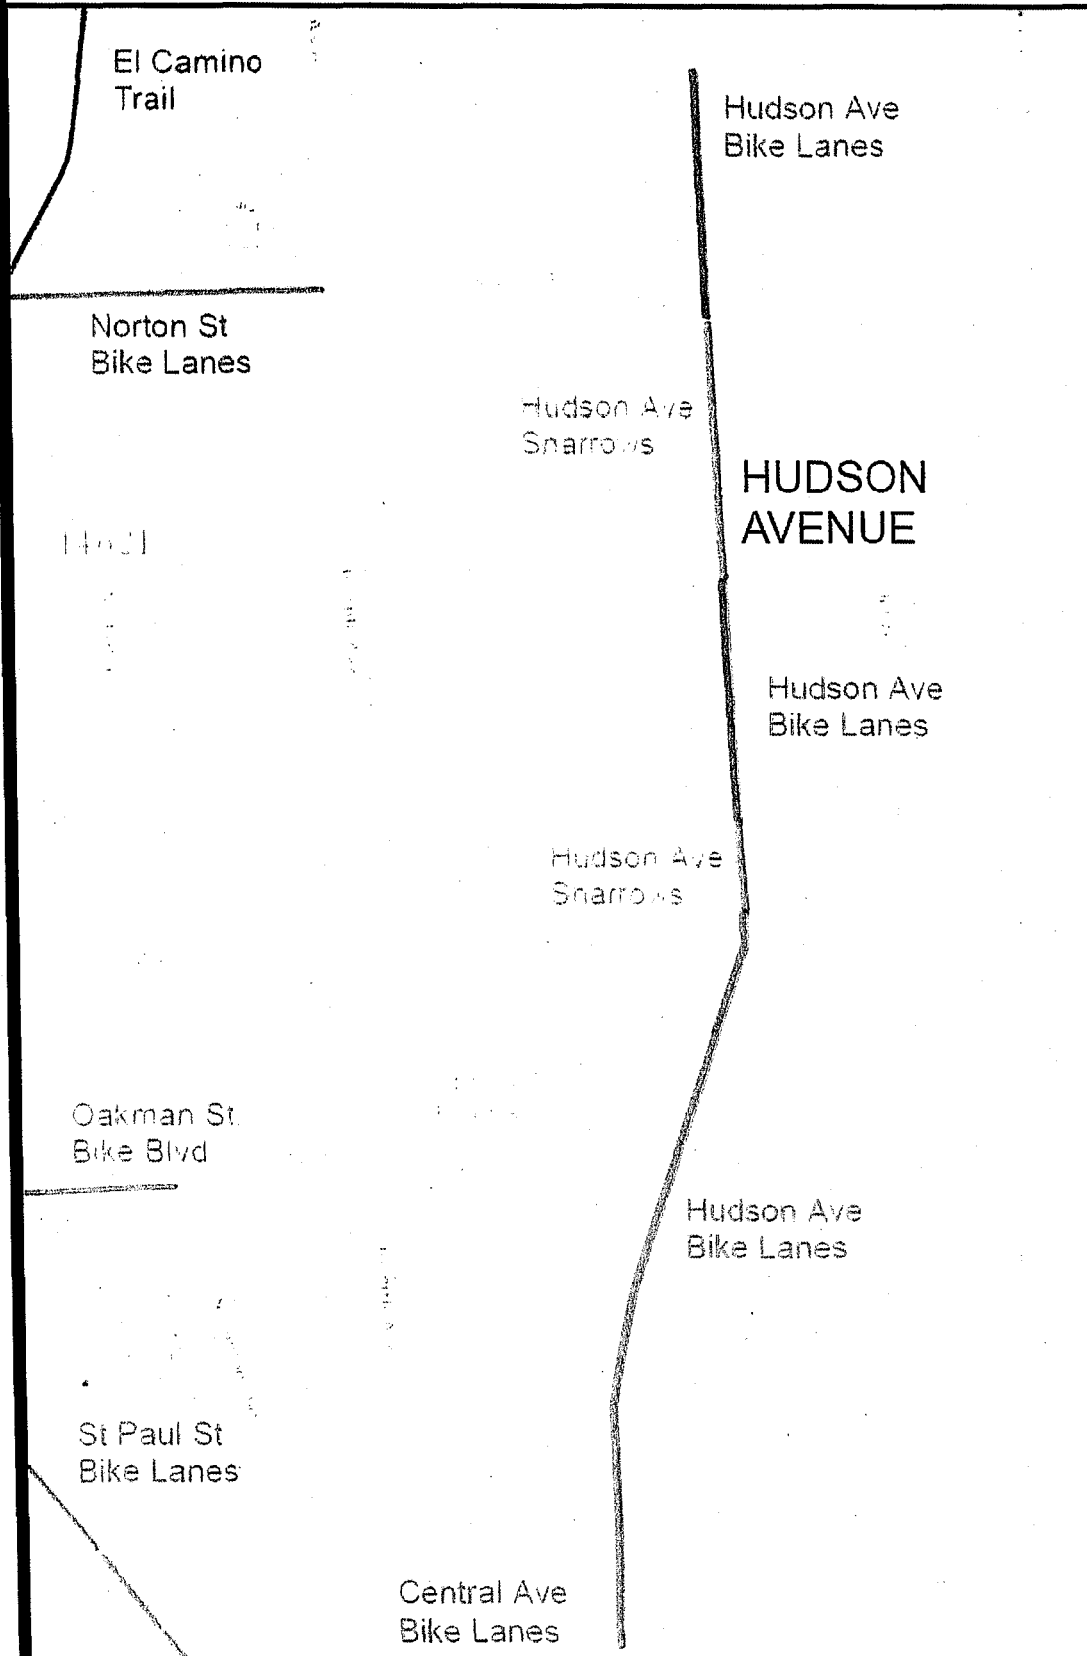 El Camino
Trail
Hudson Ave
Bike Lanes
Norton St
Bike Lanes
Hudson Ave
Sharrows
HUDSON
AVENUE
14621
Hudson Ave
Bike Lanes
Hudson Ave
Sharrows
Oakman St
Bike Blvd
Hudson Ave
Bike Lanes
St Paul St
Bike Lanes
Central Ave
Bike Lanes